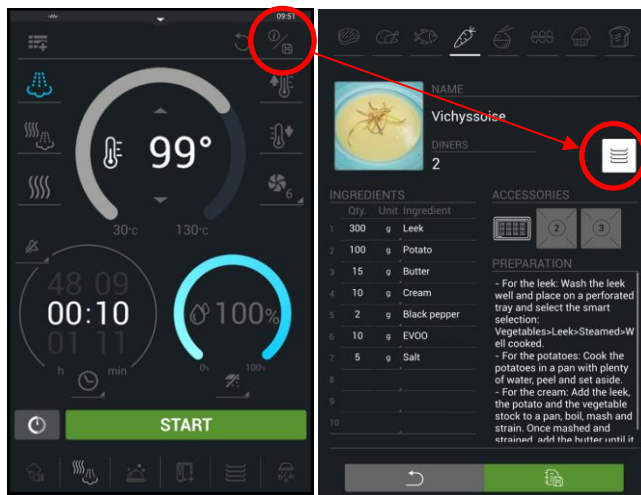 09:51
99°
30°C
130°C
6
48 09
00:10
01 11
h
min
100%
0%
100%
START
NAME
Vichyssoise
DINERS
2
INGREDIENTS
Qty. Unit Ingredient
1 300 g Leek
2 100 g Potato
3 15 g Butter
4 10 g Cream
5 2 g Black pepper
6 10 g EVOO
7 5 g Salt
8
9
10
ACCESSORIES
2
3
PREPARATION
- For the leek: Wash the leek
well and place on a perforated
tray and select the smart
selection:
Vegetables>Leek>Steamed>W
ell cooked.
- For the potatoes: Cook the
potatoes in a pan with plenty
of water, peel and set aside.
- For the cream: Add the leek,
the potato and the vegetable
stock to a pan, boil, mash and
strain. Once mashed and
strained, add the butter until it